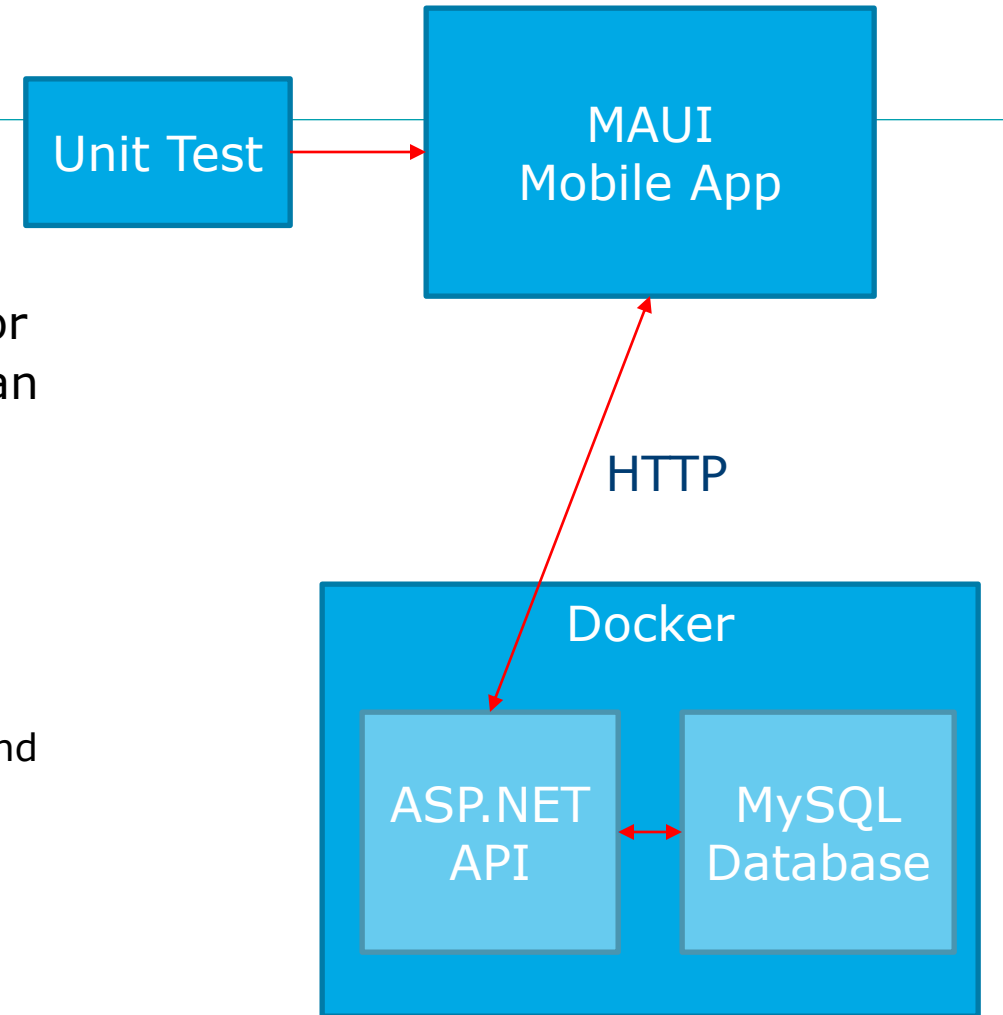 MAUI
Unit Test
Mobile App
or
an
HTTP
Docker
nd
ASP.NET
MySQL
API
Database